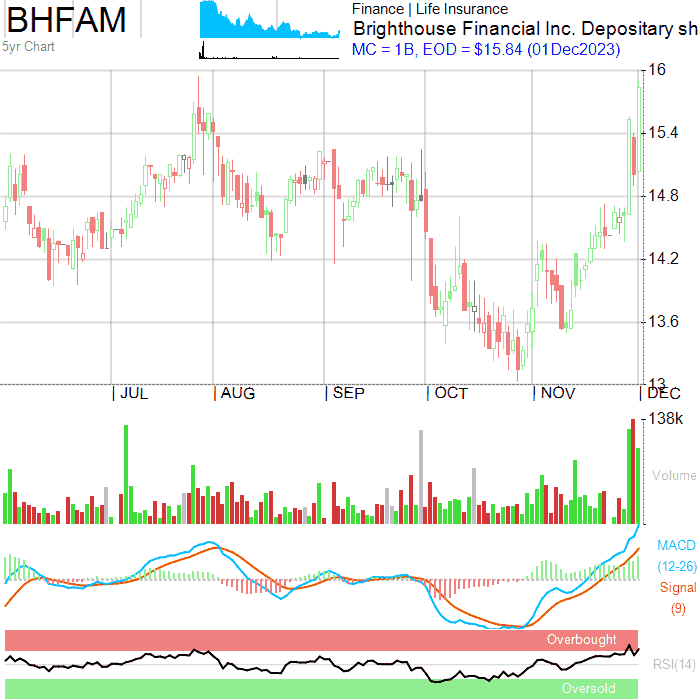 BHFAM
5yr Chart
Finance | Life Insurance
Brighthouse Financial Inc. Depositary sh
MC = 1B, EOD = $15.84 (01Dec2023)
16
15.4
14.8
14.2
13.6
13
JUL AUG SEP OCT NOV DEC
138k
Volume
MACD
(12-26)
Signal
(9)
Overbought
RSI(14)
Oversold